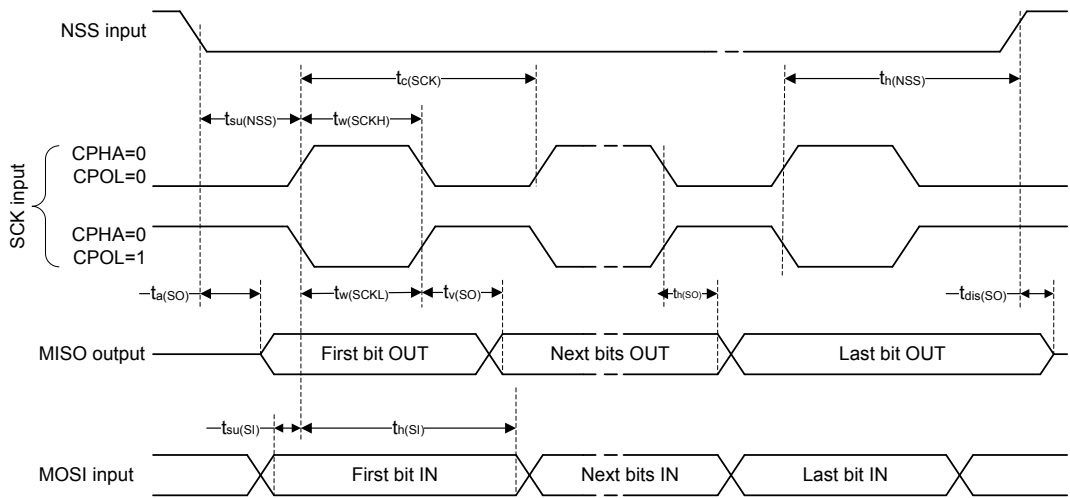 NSS input
tc(SCK)
th(NSS)
tsu(NSS)
tw(SCKH)
SCK input
CPHA=0
CPOL=0
CPHA=0
CPOL=1
ta(SO)
tw(SCKL)
tv(SO)
th(SO)
tdis(SO)
MISO output
First bit OUT
Next bits OUT
Last bit OUT
tsu(SI)
th(SI)
MOSI input
First bit IN
Next bits IN
Last bit IN